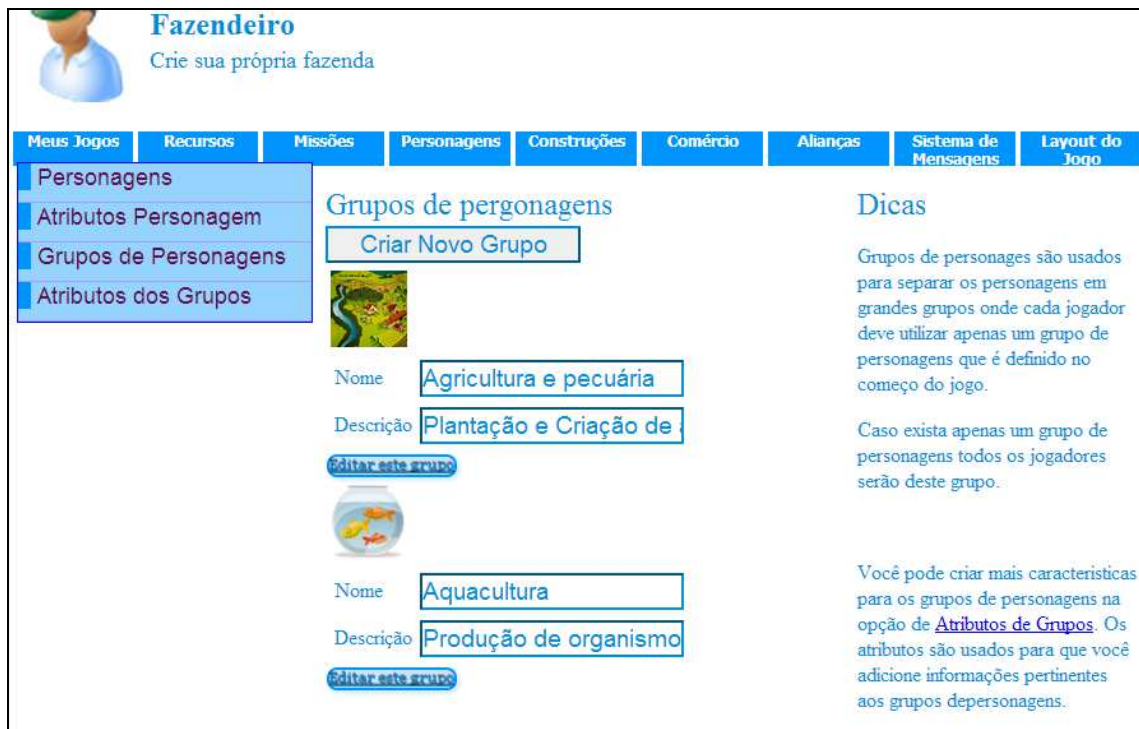 Fazendeiro
Crie sua própria fazenda
Meus Jogos
Recursos
Missões
Personagens
Construções
Comércio
Alianças
Sistema de
Mensagens
Layout do
Jogo
Personagens
Atributos Personagem
Grupos de Personagens
Atributos dos Grupos
Grupos de pergonagens
Criar Novo Grupo
Nome
Agricultura e pecuária
Descrição
Plantação e Criação de
Editar este grupo
Nome
Aquacultura
Descrição
Produção de organismo
Editar este grupo
Dicas
Grupos de personages são usados
para separar os personagens em
grandes grupos onde cada jogador
deve utilizar apenas um grupo de
personagens que é definido no
começo do jogo.
Caso exista apenas um grupo de
personagens todos os jogadores
serão deste grupo.
Você pode criar mais caracteristicas
para os grupos de personagens na
opção de Atributos de Grupos. Os
atributos são usados para que você
adicione informações pertinentes
aos grupos depersonagens.